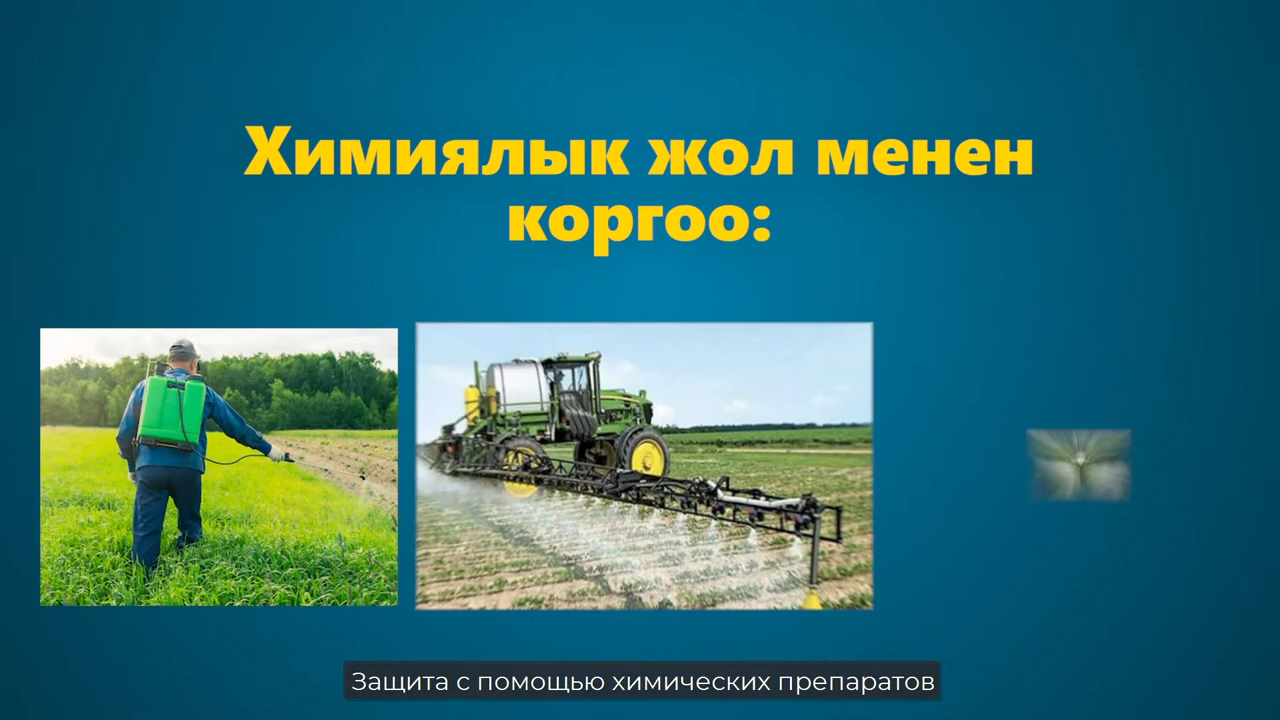 Химиялык жол менен
коргоо:
Защита с помощью химических препаратов